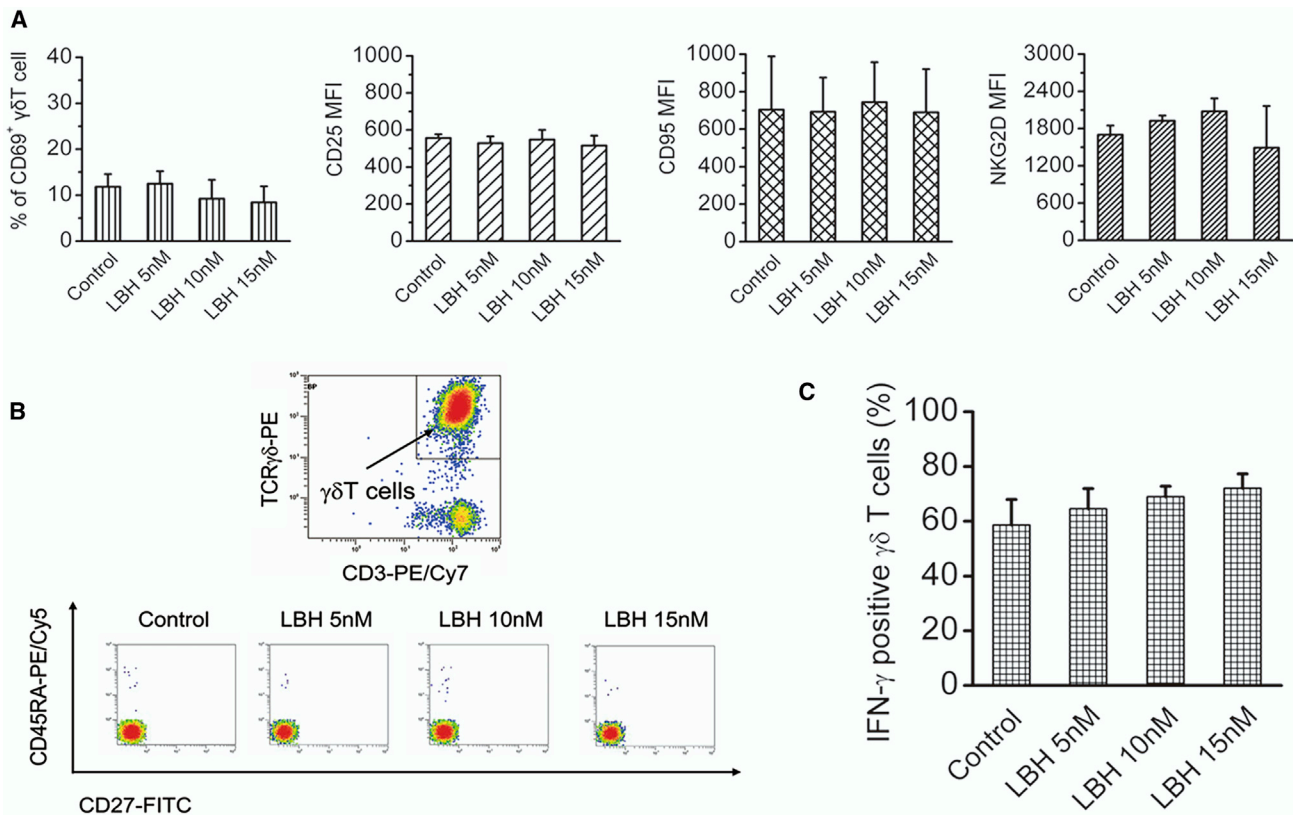 A
% of CD69+ γδT cell
40
30
20
10
0
Control
LBH 5nM
LBH 10nM
LBH 15nM
CD25 MFI
1000
800
600
400
200
0
Control
LBH 5nM
LBH 10nM
LBH 15nM
CD95 MFI
1000
800
600
400
200
0
Control
LBH 5nM
LBH 10nM
LBH 15nM
NKG2D MFI
3000
2400
1800
1200
600
0
Control
LBH 5nM
LBH 10nM
LBH 15nM
B
BP
TCRγδ-PE
γδT cells
CD3-PE/Cy7
CD45RA-PE/Cy5
Control
LBH 5nM
LBH 10nM
LBH 15nM
CD27-FITC
C
IFN-γ positive γδ T cells (%)
100
80
60
40
20
0
Control
LBH 5nM
LBH 10nM
LBH 15nM